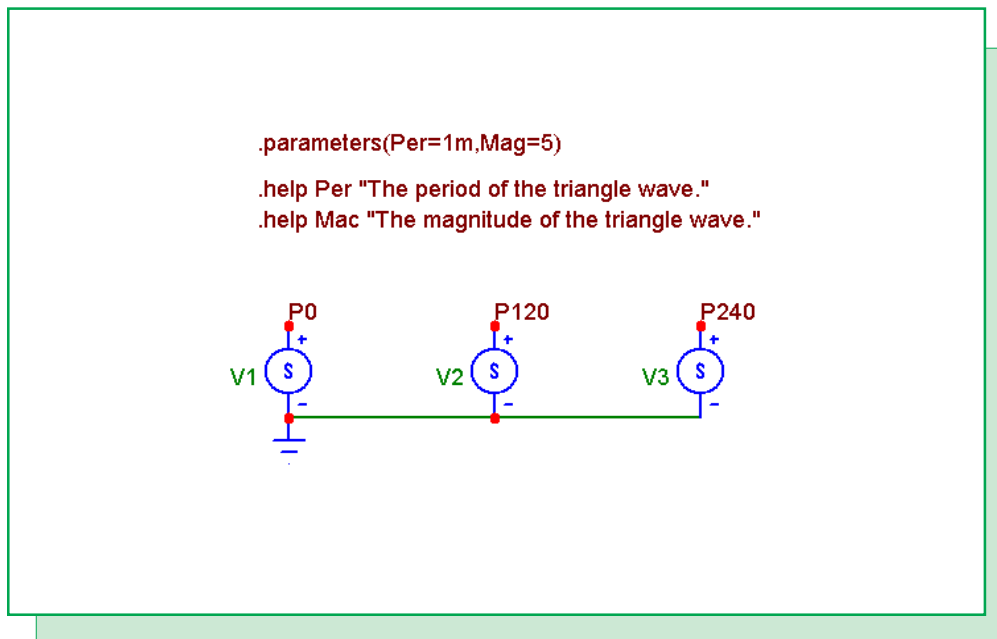 .parameters(Per=1m,Mag=5)
.help Per "The period of the triangle wave."
.help Mac "The magnitude of the triangle wave."
P0 P120 P240
+ + +
V1 S V2 S V3 S
- - -